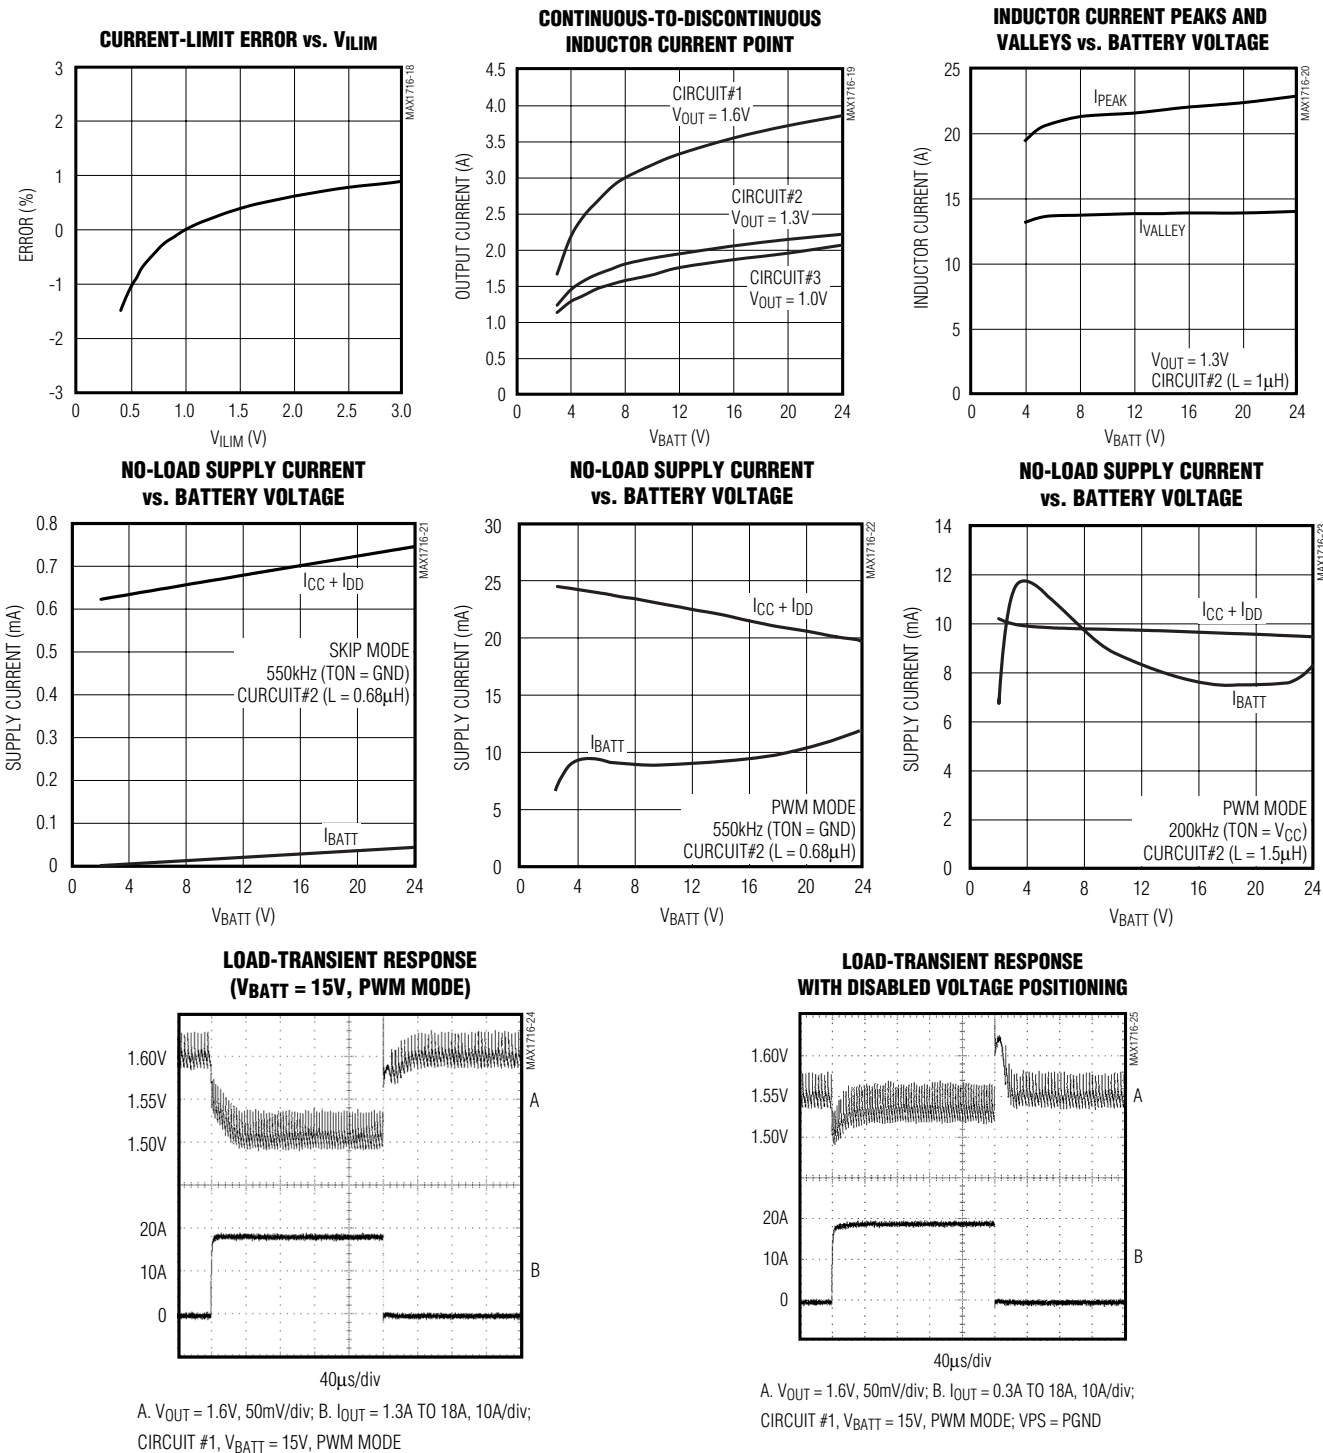 CURRENT-LIMIT ERROR vs. VILIM
3
2
1
0
-1
-2
-3
ERROR (%)
0 0.5 1.0 1.5 2.0 2.5 3.0
VILIM (V)
MAX1716-18
CONTINUOUS-TO-DISCONTINUOUS
INDUCTOR CURRENT POINT
4.5
4.0
3.5
3.0
2.5
2.0
1.5
1.0
0.5
0
OUTPUT CURRENT (A)
CIRCUIT#1
VOUT = 1.6V
CIRCUIT#2
VOUT = 1.3V
CIRCUIT#3
VOUT = 1.0V
0 4 8 12 16 20 24
VBATT (V)
MAX1716-19
INDUCTOR CURRENT PEAKS AND
VALLEYS vs. BATTERY VOLTAGE
25
20
15
10
5
0
INDUCTOR CURRENT (A)
IPEAK
IVALLEY
VOUT = 1.3V
CIRCUIT#2 (L = 1µH)
0 4 8 12 16 20 24
VBATT (V)
MAX1716-20
NO-LOAD SUPPLY CURRENT
vs. BATTERY VOLTAGE
0.8
0.7
0.6
0.5
0.4
0.3
0.2
0.1
0
SUPPLY CURRENT (mA)
ICC + IDD
SKIP MODE
550kHz (TON = GND)
CURCUIT#2 (L = 0.68µH)
IBATT
0 4 8 12 16 20 24
VBATT (V)
MAX1716-21
NO-LOAD SUPPLY CURRENT
vs. BATTERY VOLTAGE
30
25
20
15
10
5
0
SUPPLY CURRENT (mA)
ICC + IDD
IBATT
PWM MODE
550kHz (TON = GND)
CURCUIT#2 (L = 0.68µH)
0 4 8 12 16 20 24
VBATT (V)
MAX1716-22
NO-LOAD SUPPLY CURRENT
vs. BATTERY VOLTAGE
14
12
10
8
6
4
2
0
SUPPLY CURRENT (mA)
ICC + IDD
IBATT
PWM MODE
200kHz (TON = VCC)
CURCUIT#2 (L = 1.5µH)
0 4 8 12 16 20 24
VBATT (V)
MAX1716-23
LOAD-TRANSIENT RESPONSE
(VBATT = 15V, PWM MODE)
1.60V
1.55V
1.50V
A
20A
10A
0
B
MAX1716-24
40µs/div
A. VOUT = 1.6V, 50mV/div; B. IOUT = 1.3A TO 18A, 10A/div;
CIRCUIT #1, VBATT = 15V, PWM MODE
LOAD-TRANSIENT RESPONSE
WITH DISABLED VOLTAGE POSITIONING
1.60V
1.55V
1.50V
A
20A
10A
0
B
MAX1716-25
40µs/div
A. VOUT = 1.6V, 50mV/div; B. IOUT = 0.3A TO 18A, 10A/div;
CIRCUIT #1, VBATT = 15V, PWM MODE; VPS = PGND